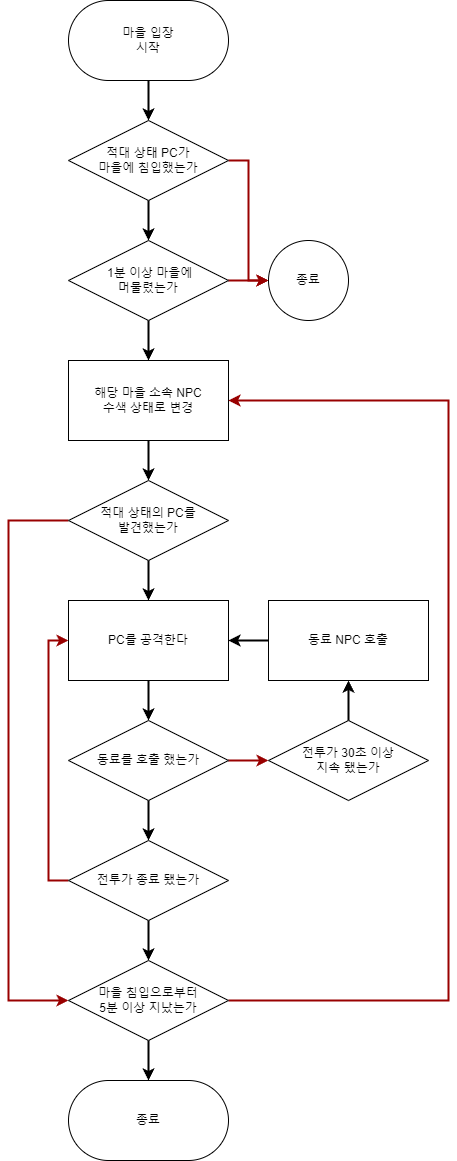 마을 입장
시작
적대 상태 PC가
마을에 침입했는가
1분 이상 마을에
머물렀는가
종료
해당 마을 소속 NPC
수색 상태로 변경
적대 상태의 PC를
발견했는가
PC를 공격한다
동료 NPC 호출
동료를 호출 했는가
전투가 30초 이상
지속 됐는가
전투가 종료 됐는가
마을 침입으로부터
5분 이상 지났는가
종료